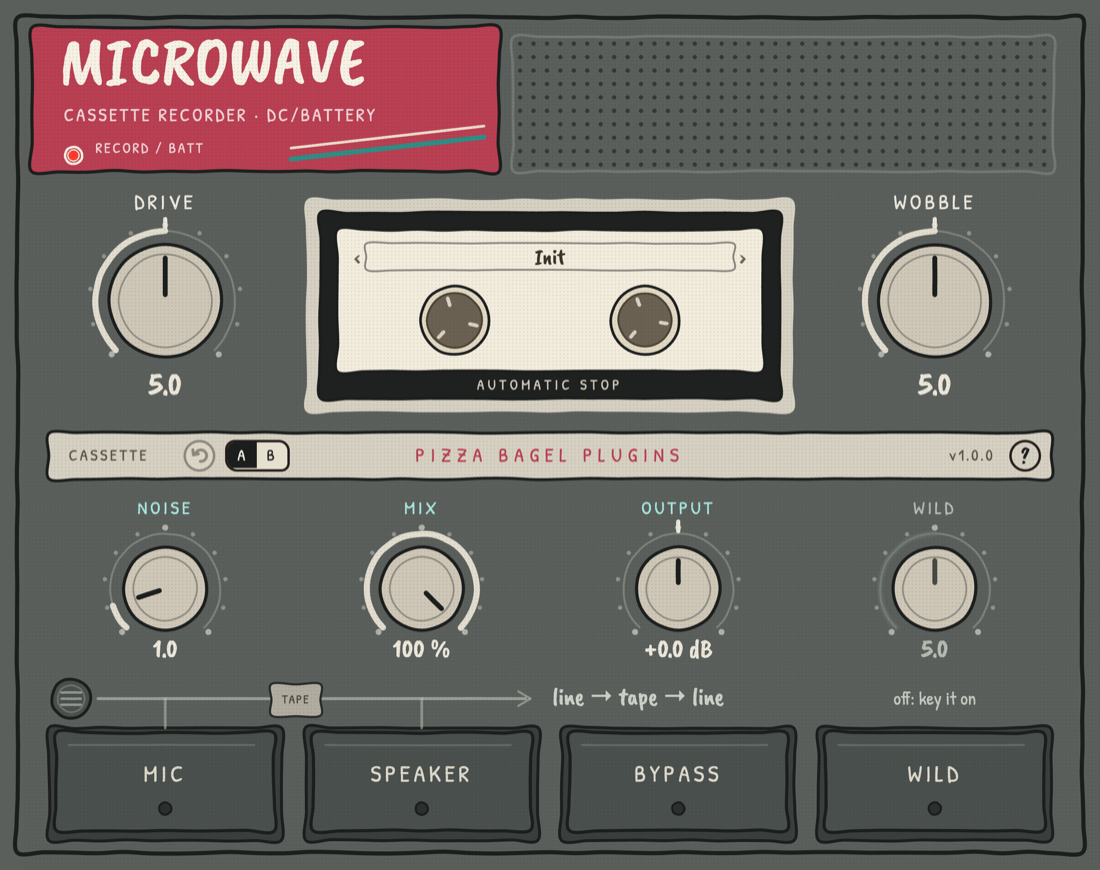 MICROWAVE
CASSETTE RECORDER · DC/BATTERY
RECORD / BATT
DRIVE
WOBBLE
‹ Init ›
5.0
AUTOMATIC STOP
5.0
CASSETTE A B PIZZA BAGEL PLUGINS v1.0.0 ?
NOISE MIX OUTPUT WILD
1.0 100 % +0.0 dB 5.0
TAPE line → tape → line off: key it on
MIC SPEAKER BYPASS WILD